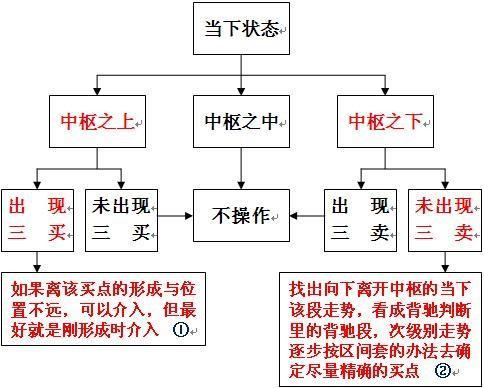 当下状态
中枢之上
中枢之中
中枢之下
出现
三买
未出现
三买
不操作
出现
三卖
未出现
三卖
如果离该买点的形成与位
置不远，可以介入，但最
好就是刚形成时介入 ①
找出向下离开中枢的当下
该段走势，看成背驰判断
里的背驰段，次级别走势
逐步按区间套的办法去确
定尽量精确的买点 ②